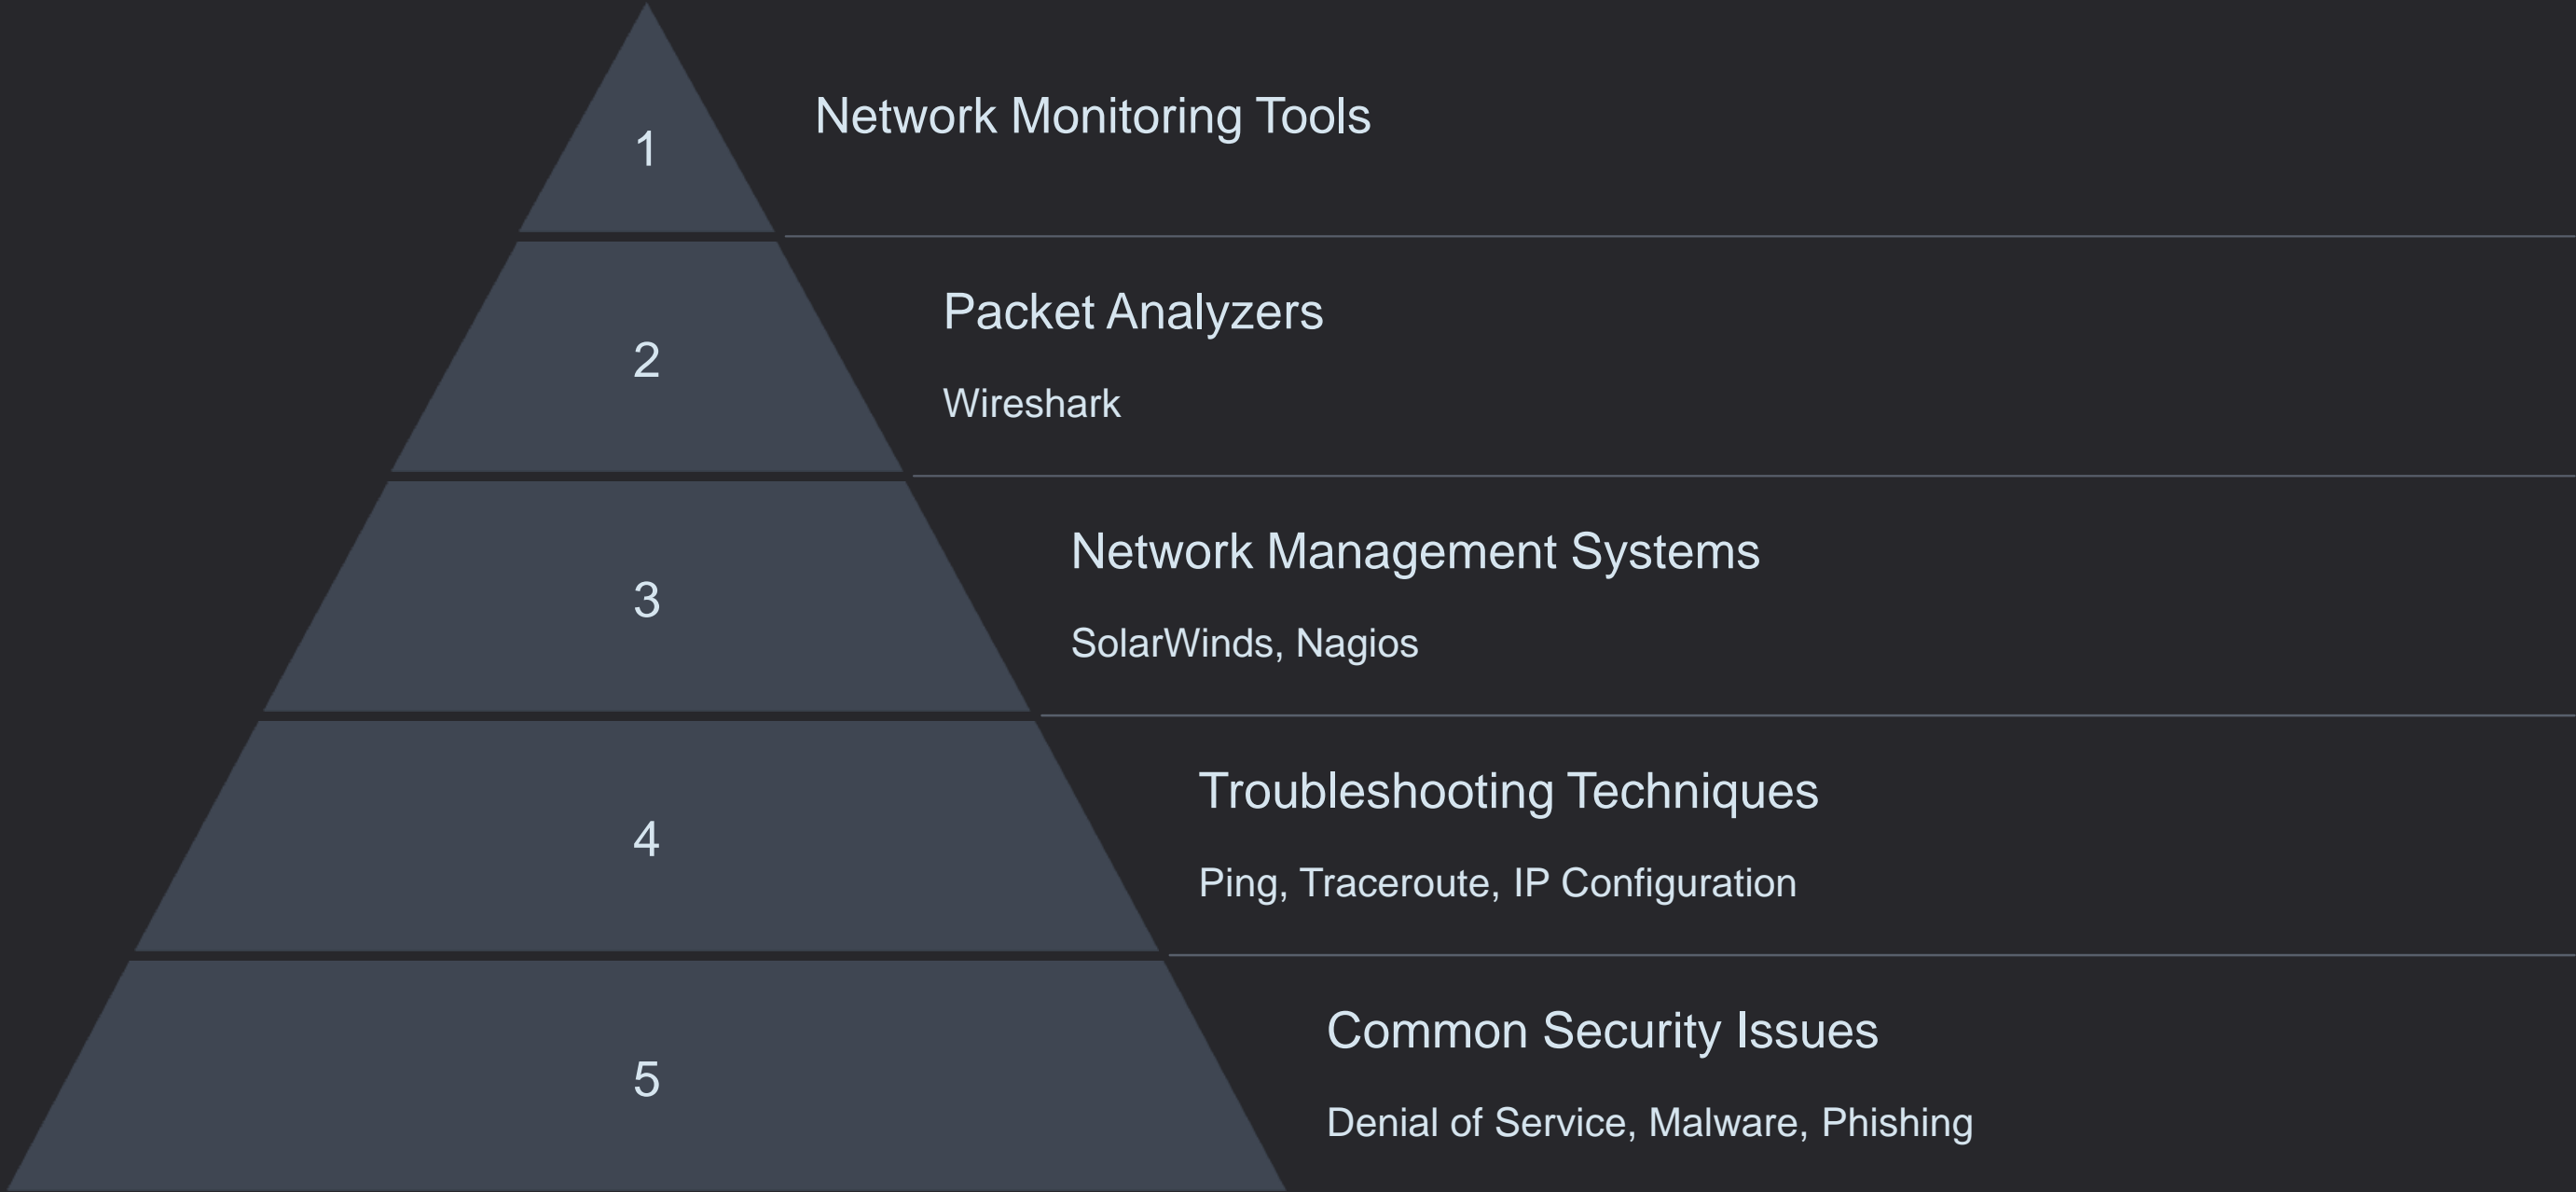 1
Network Monitoring Tools
2
Packet Analyzers
Wireshark
3
Network Management Systems
SolarWinds, Nagios
4
Troubleshooting Techniques
Ping, Traceroute, IP Configuration
5
Common Security Issues
Denial of Service, Malware, Phishing